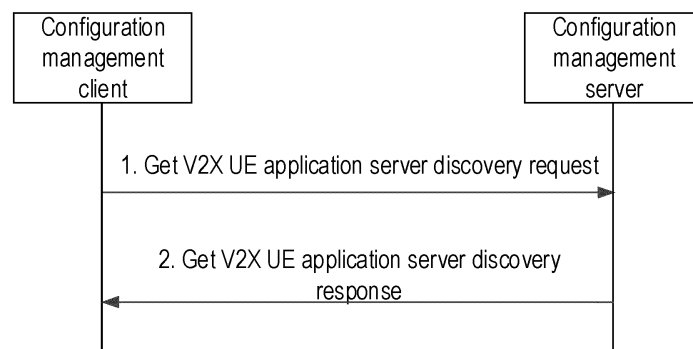 Configuration
management
client
Configuration
management
server
1. Get V2X UE application server discovery request
2. Get V2X UE application server discovery
response